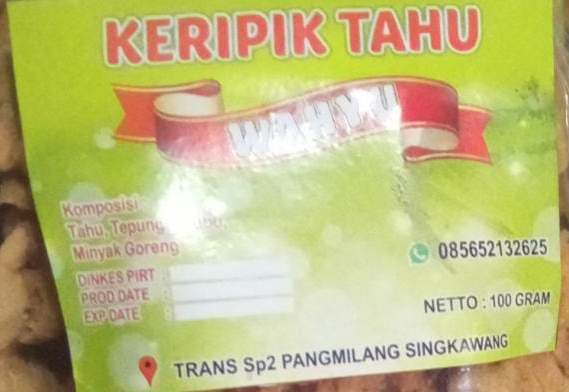 KERIPIK TAHU
WAHYU
Komposisi
Tahu, Tepung
Minyak Goreng
085652132625
DINKES PIRT :
PROD DATE :
EXP DATE :
NETTO : 100 GRAM
TRANS Sp2 PANGMILANG SINGKAWANG